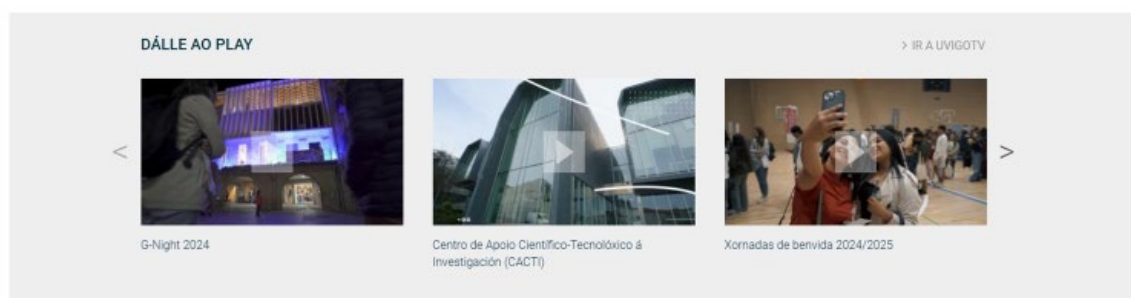 DÁLLE AO PLAY
> IR A UVIGOTV
<
>
G-Night 2024
Centro de Apoio Científico-Tecnolóxico á
Investigación (CACTI)
Xornadas de benvida 2024/2025